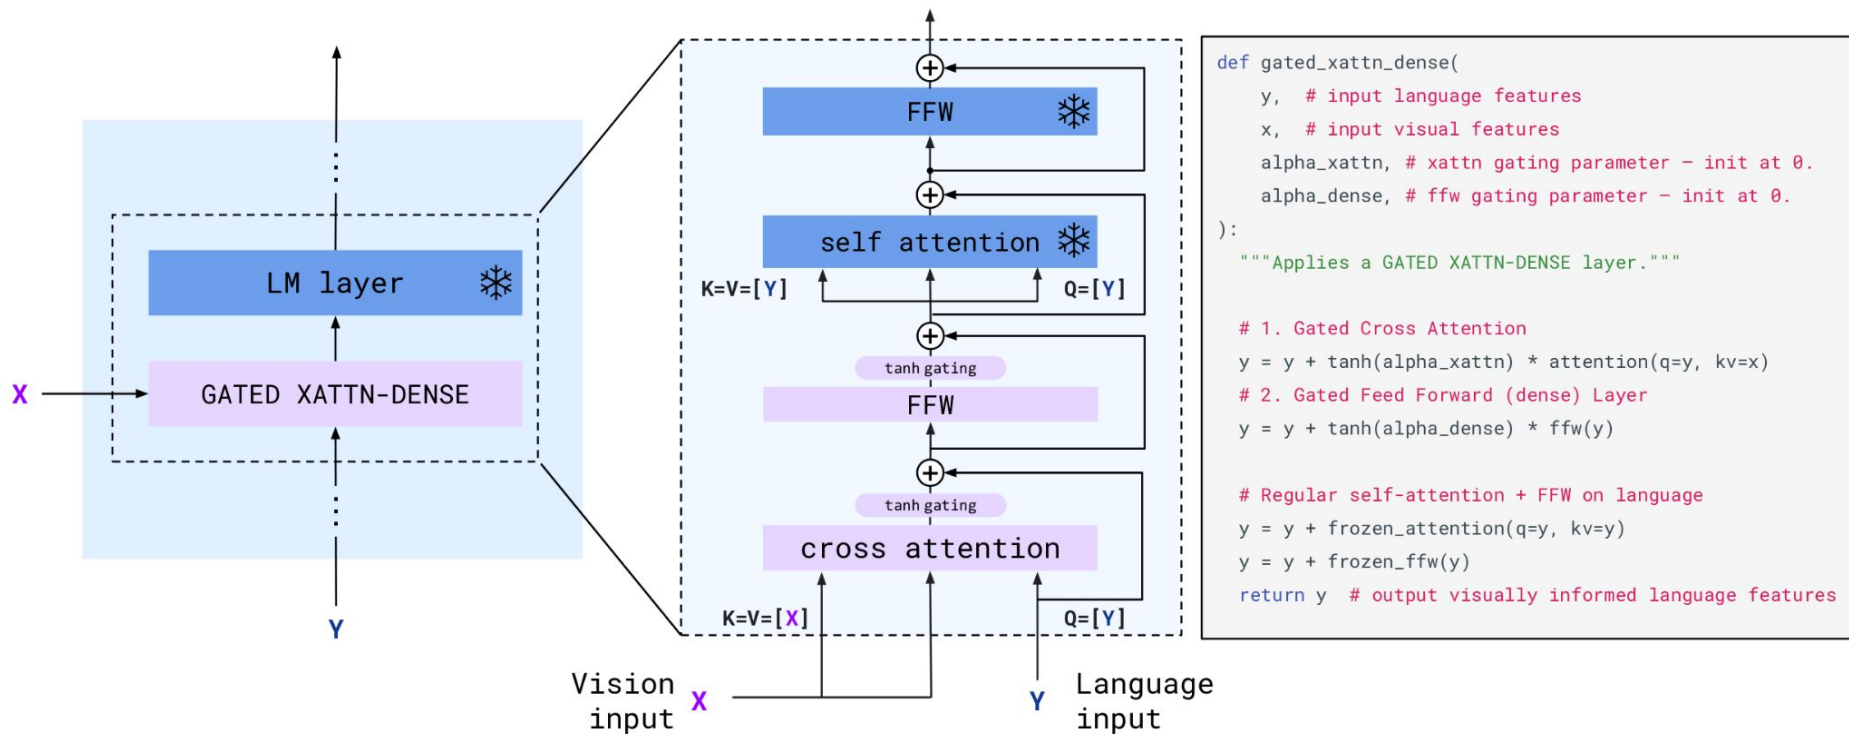 LM layer
GATED XATTN-DENSE
X
Y
FFW
self attention
K=V=[Y]
Q=[Y]
tanh gating
FFW
tanh gating
cross attention
K=V=[X]
Q=[Y]
Vision
input
X
Y
Language
input
def gated_xattn_dense(
y,  # input language features
x,  # input visual features
alpha_xattn, # xattn gating parameter – init at 0.
alpha_dense, # ffw gating parameter – init at 0.
):
"""Applies a GATED XATTN-DENSE layer."""
# 1. Gated Cross Attention
y = y + tanh(alpha_xattn) * attention(q=y, kv=x)
# 2. Gated Feed Forward (dense) Layer
y = y + tanh(alpha_dense) * ffw(y)
# Regular self-attention + FFW on language
y = y + frozen_attention(q=y, kv=y)
y = y + frozen_ffw(y)
return y  # output visually informed language features